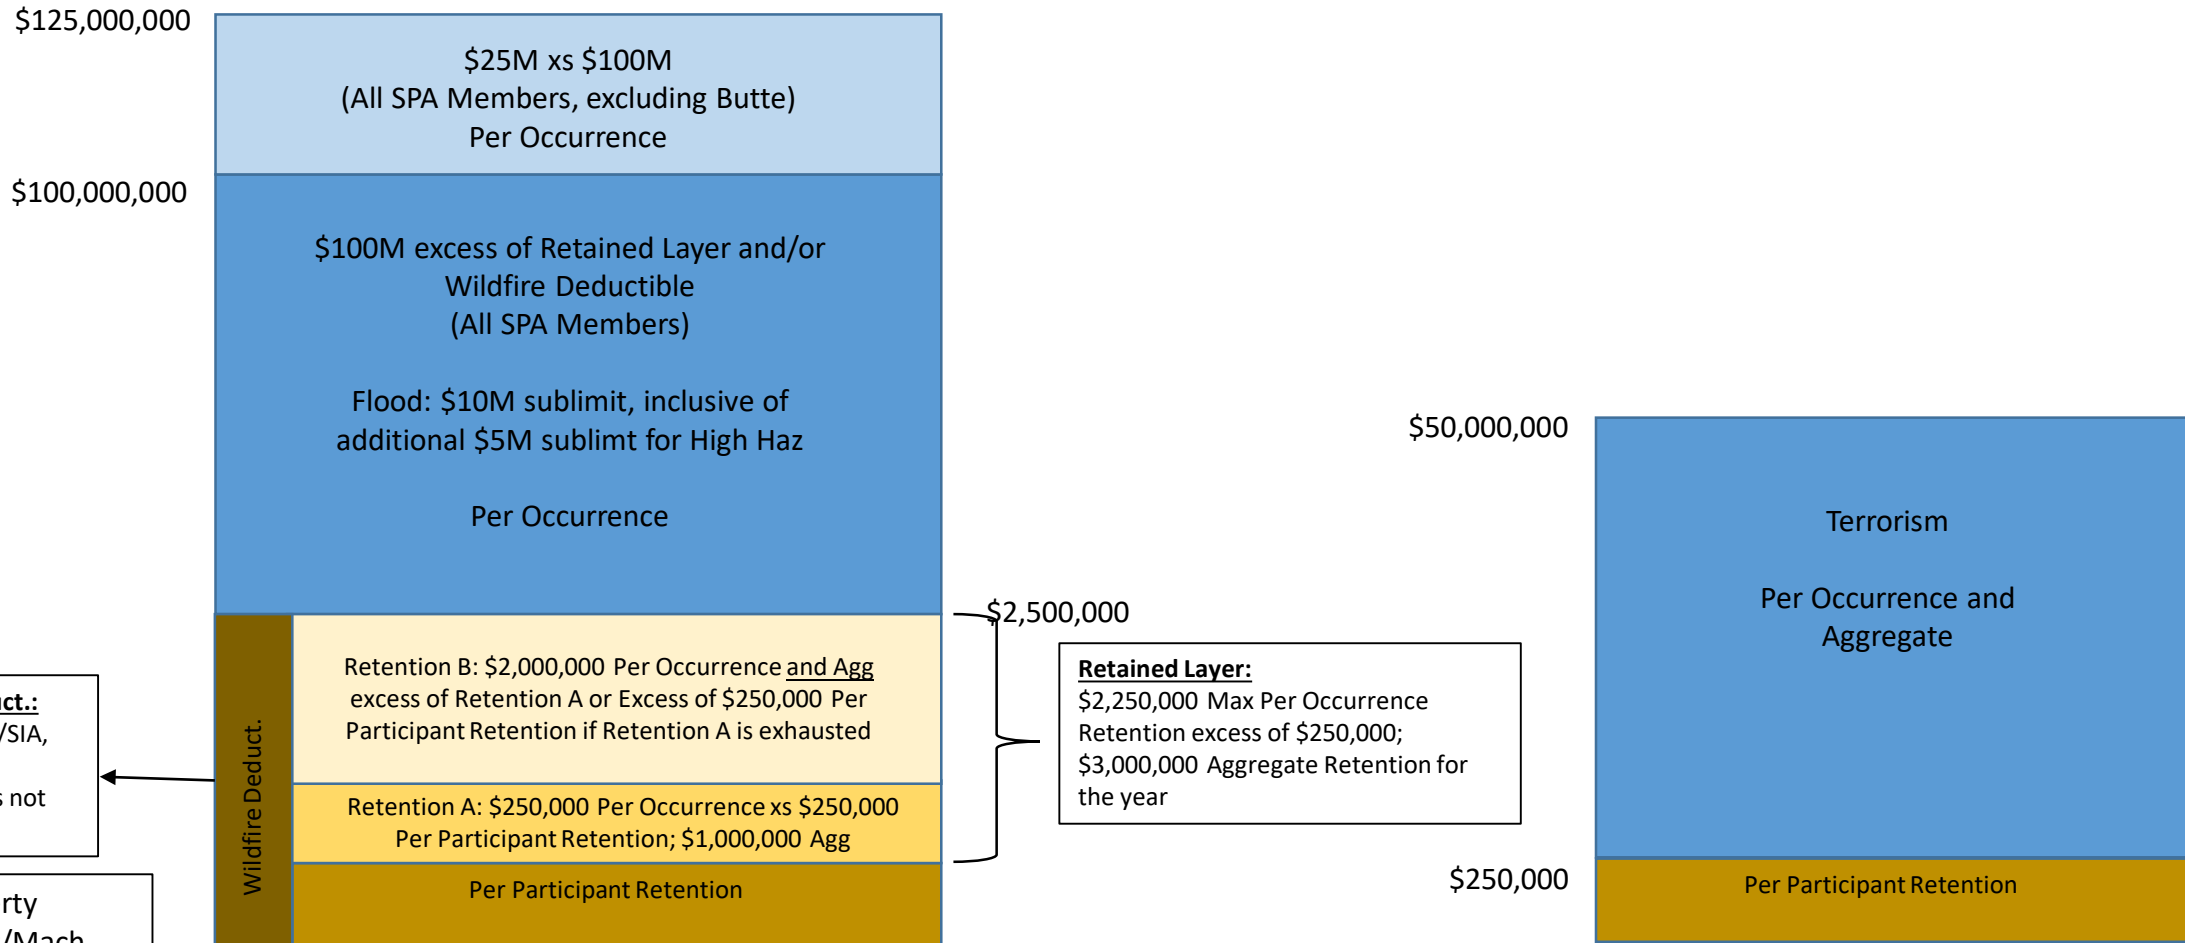 $125,000,000
$25M xs $100M
(All SPA Members, excluding Butte)
Per Occurrence
$100,000,000
$100M excess of Retained Layer and/or
Wildfire Deductible
(All SPA Members)
Flood: $10M sublimit, inclusive of
additional $5M sublimt for High Haz
Per Occurrence
$2,500,000
Retention B: $2,000,000 Per Occurrence and Agg
excess of Retention A or Excess of $250,000 Per
Participant Retention if Retention A is exhausted
Retention A: $250,000 Per Occurrence xs $250,000
Per Participant Retention; $1,000,000 Agg
Per Participant Retention
Wildfire Deduct.
uct.:
/SIA,
s not
rty
/Mach
Retained Layer:
$2,250,000 Max Per Occurrence
Retention excess of $250,000;
$3,000,000 Aggregate Retention for
the year
$50,000,000
Terrorism
Per Occurrence and
Aggregate
$250,000
Per Participant Retention